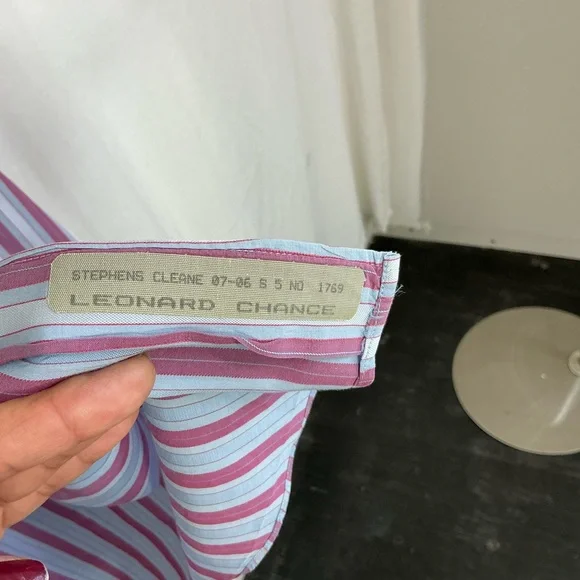 STEPHENS CLEANE 07-06 S 5 NO 1769
LEONARD CHANCE